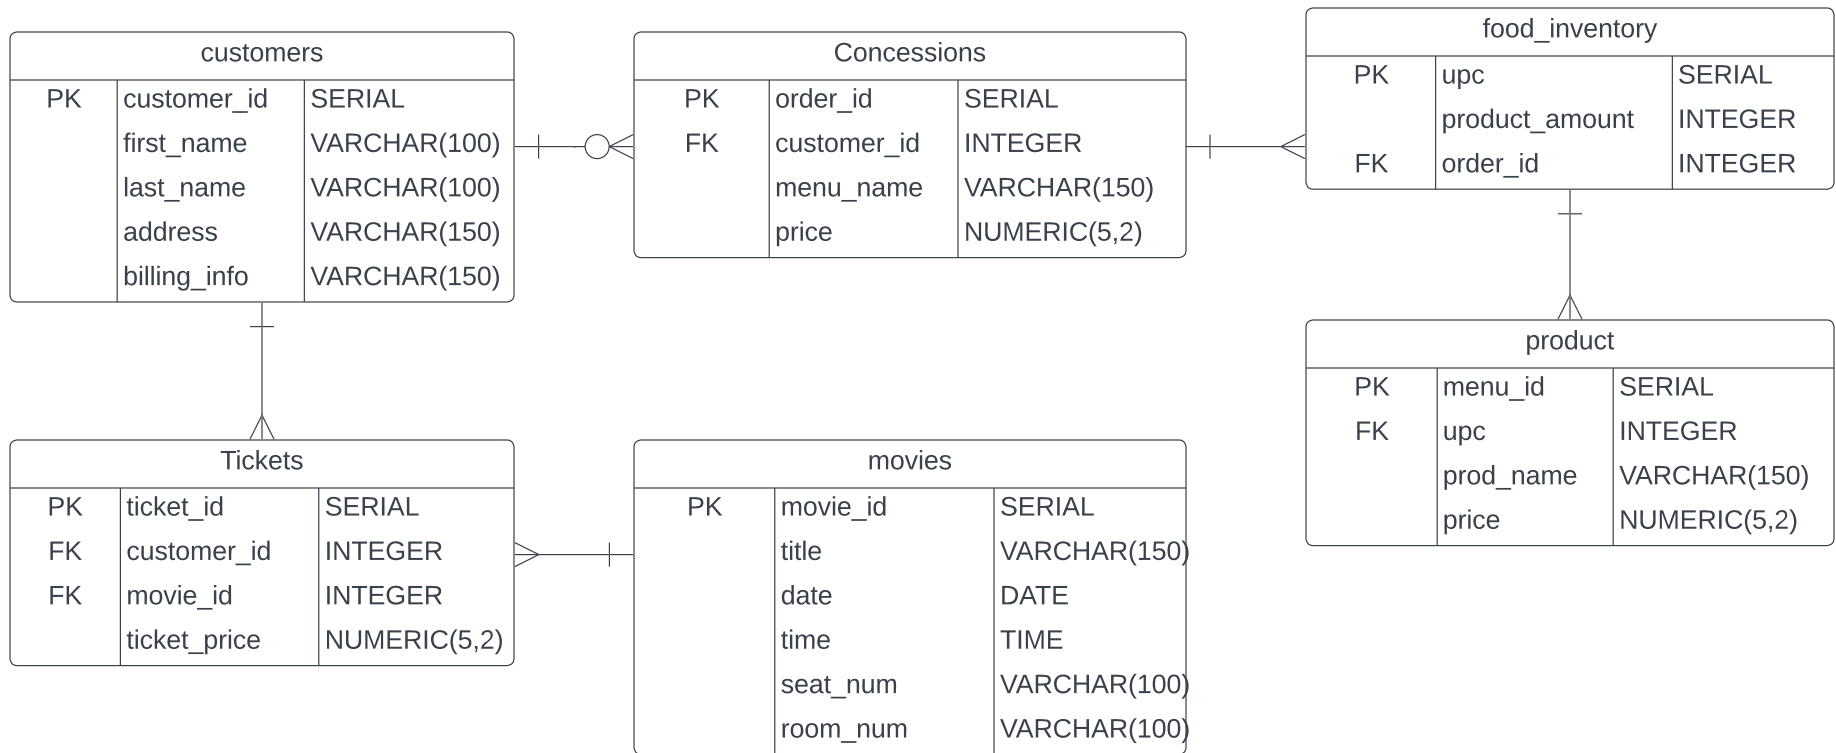 customers
PK customer_id SERIAL
first_name VARCHAR(100)
last_name VARCHAR(100)
address VARCHAR(150)
billing_info VARCHAR(150)
Concessions
PK order_id SERIAL
FK customer_id INTEGER
menu_name VARCHAR(150)
price NUMERIC(5,2)
food_inventory
PK upc SERIAL
product_amount INTEGER
FK order_id INTEGER
Tickets
PK ticket_id SERIAL
FK customer_id INTEGER
FK movie_id INTEGER
ticket_price NUMERIC(5,2)
movies
PK movie_id SERIAL
title VARCHAR(150)
date DATE
time TIME
seat_num VARCHAR(100)
room_num VARCHAR(100)
product
PK menu_id SERIAL
FK upc INTEGER
prod_name VARCHAR(150)
price NUMERIC(5,2)